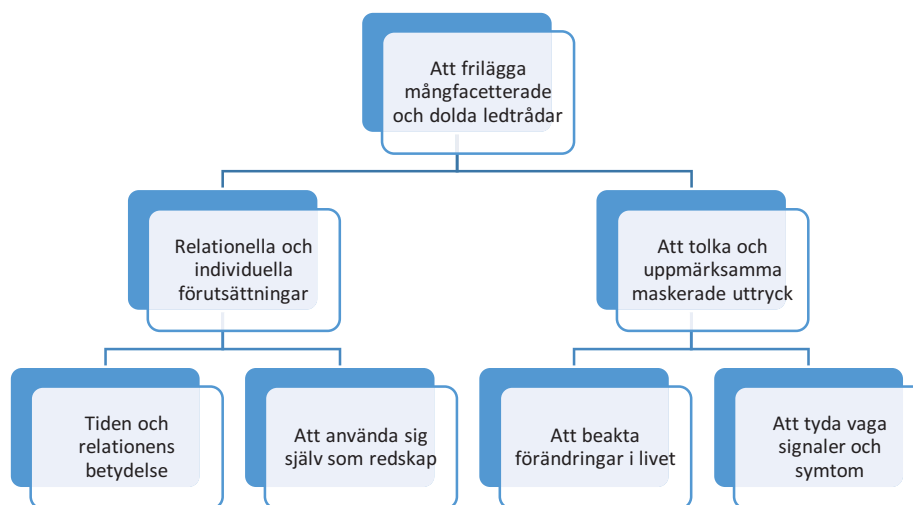 Att frilägga
mångfacetterade
och dolda ledtrådar
Relationella och
individuella
förutsättningar
Att tolka och
uppmärksamma
maskerade uttryck
Tiden och
relationens
betydelse
Att använda sig
själv som redskap
Att beakta
förändringar i livet
Att tyda vaga
signaler och
symtom